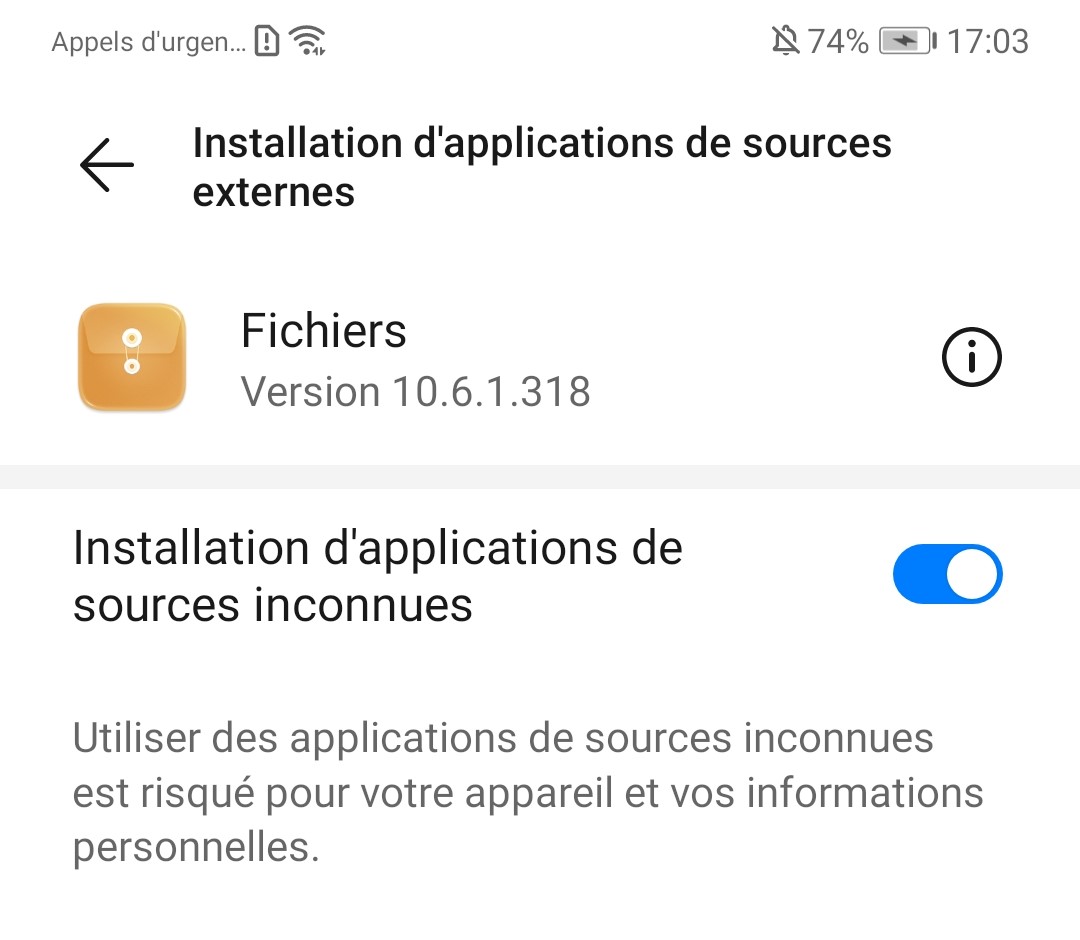 Appels d'urgen... 74% 17:03
Installation d'applications de sources
externes
Fichiers
Version 10.6.1.318
Installation d'applications de
sources inconnues
Utiliser des applications de sources inconnues
est risqué pour votre appareil et vos informations
personnelles.